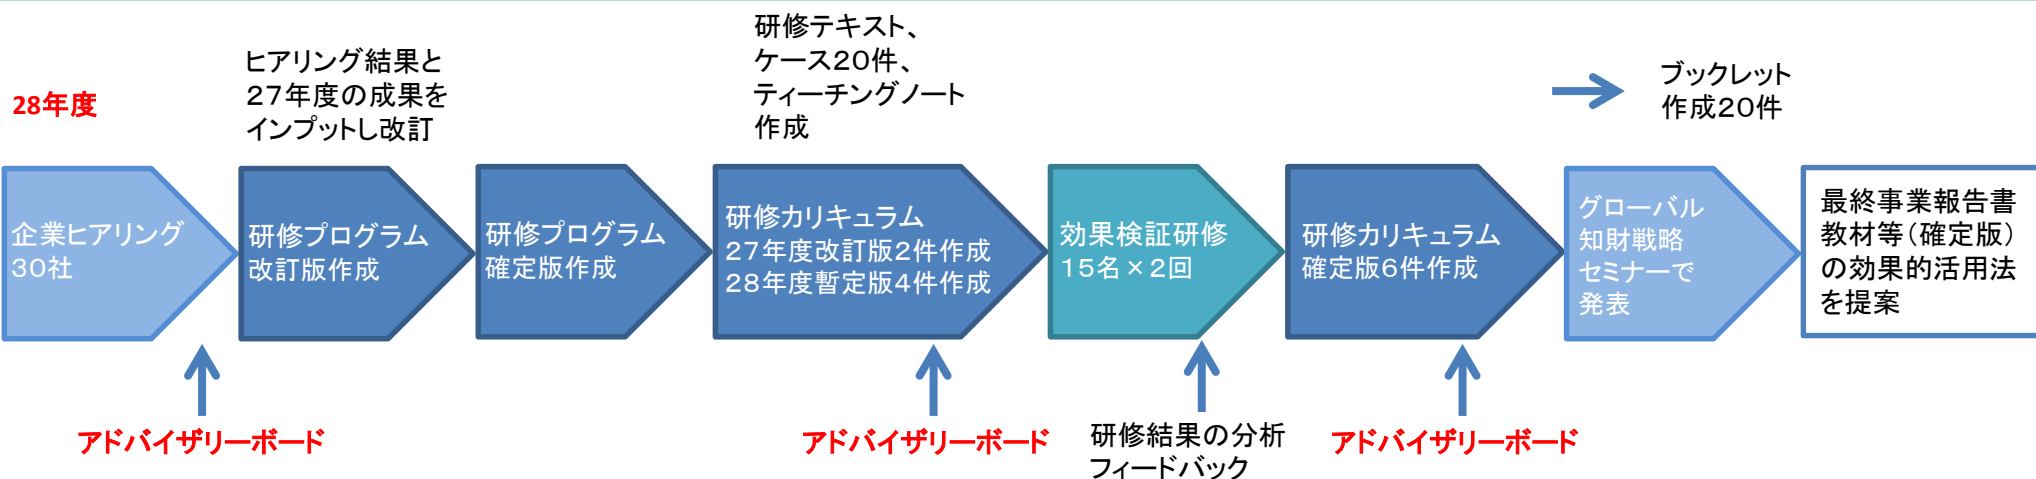 28年度
ヒアリング結果と
２７年度の成果を
インプットし改訂
研修テキスト、
ケース２０件、
ティーチングノート
作成
ブックレット
作成２０件
企業ヒアリング
３０社
研修プログラム
改訂版作成
研修プログラム
確定版作成
研修カリキュラム
２７年度改訂版２件作成
２８年度暫定版４件作成
効果検証研修
１５名×２回
研修カリキュラム
確定版６件作成
グローバル
知財戦略
セミナーで
発表
最終事業報告書
教材等（確定版）
の効果的活用法
を提案
アドバイザリーボード
アドバイザリーボード
研修結果の分析
フィードバック
アドバイザリーボード